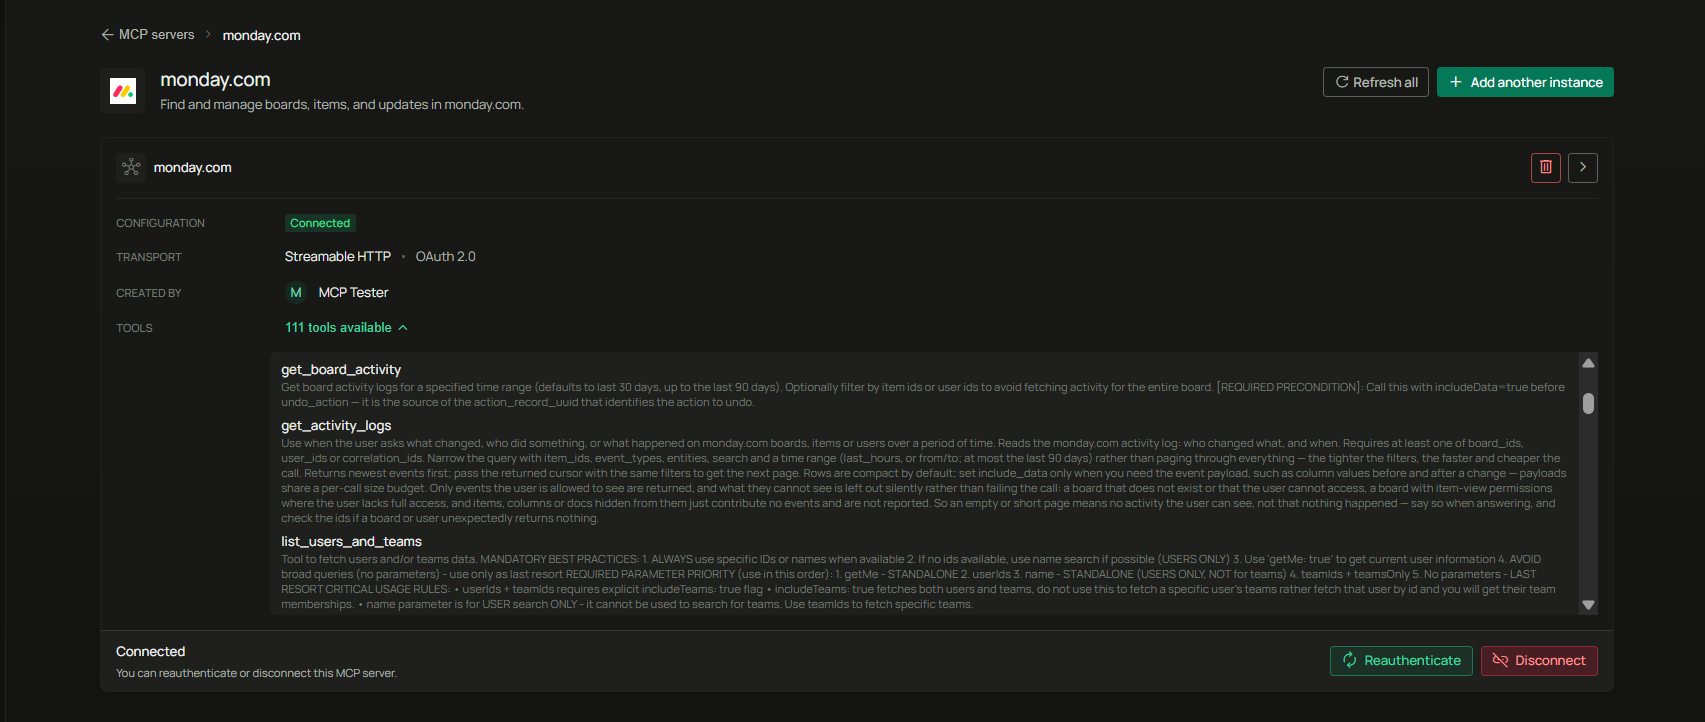 MCP servers
monday.com
monday.com
Find and manage boards, items, and updates in monday.com.
Refresh all
Add another instance
monday.com
CONFIGURATION
Connected
TRANSPORT
Streamable HTTP • OAuth 2.0
CREATED BY
M MCP Tester
TOOLS
111 tools available
get_board_activity
Get board activity logs for a specified time range (defaults to last 30 days, up to the last 90 days). Optionally filter by item ids or user ids to avoid fetching activity for the entire board. [REQUIRED PRECONDITION]: Call this with includeData=true before
undo_action — it is the source of the action_record_uuid that identifies the action to undo.
get_activity_logs
Use when the user asks what changed, who did something, or what happened on monday.com boards, items or users over a period of time. Reads the monday.com activity log: who changed what, and when. Requires at least one of board_ids,
user_ids or correlation_ids. Narrow the query with item_ids, event_types, entities, search and a time range (last_hours, or from/to; at most the last 90 days) rather than paging through everything — the tighter the filters, the faster and cheaper the
call. Returns newest events first; pass the returned cursor with the same filters to get the next page. Rows are compact by default; set include_data only when you need the event payload, such as column values before and after a change — payloads
share a per-call size budget. Only events the user is allowed to see are returned, and what they cannot see is left out silently rather than failing the call: a board that does not exist or that the user cannot access, a board with item-view permissions
where the user lacks full access, and items, columns or docs hidden from them just contribute no events and are not reported. So an empty or short page means no activity the user can see, not that nothing happened — say so when answering, and
check the ids if a board or user unexpectedly returns nothing.
list_users_and_teams
Tool to fetch users and/or teams data. MANDATORY BEST PRACTICES: 1. ALWAYS use specific IDs or names when available 2. If no ids available, use name search if possible (USERS ONLY) 3. Use 'getMe: true' to get current user information 4. AVOID
broad queries (no parameters) - use only as last resort REQUIRED PARAMETER PRIORITY (use in this order): 1. getMe - STANDALONE 2. userIds 3. name - STANDALONE (USERS ONLY, NOT for teams) 4. teamIds + teamsOnly 5. No parameters - LAST
RESORT CRITICAL USAGE RULES: • userIds + teamIds requires explicit includeTeams: true flag • includeTeams: true fetches both users and teams, do not use this to fetch a specific user's teams rather fetch that user by id and you will get their team
memberships. • name parameter is for USER search ONLY - it cannot be used to search for teams. Use teamIds to fetch specific teams.
Connected
You can reauthenticate or disconnect this MCP server.
Reauthenticate
Disconnect